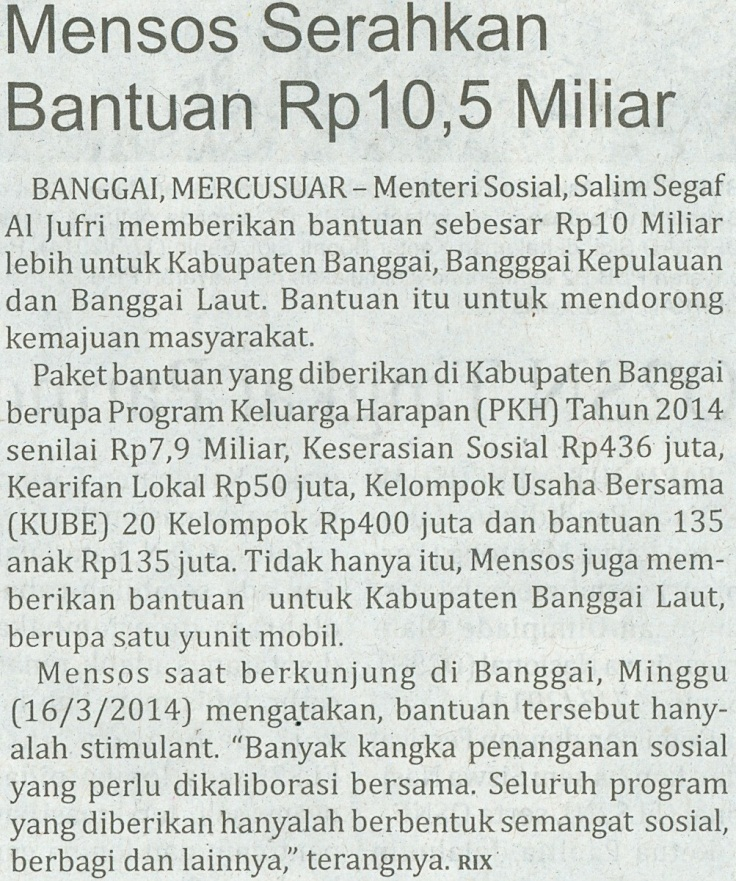 Mensos Serahkan
Bantuan Rp10,5 Miliar
BANGGAI, MERCUSUAR – Menteri Sosial, Salim Segaf
Al Jufri memberikan bantuan sebesar Rp10 Miliar
lebih untuk Kabupaten Banggai, Bangggai Kepulauan
dan Banggai Laut. Bantuan itu untuk mendorong
kemajuan masyarakat.
Paket bantuan yang diberikan di Kabupaten Banggai
berupa Program Keluarga Harapan (PKH) Tahun 2014
senilai Rp7,9 Miliar, Keserasian Sosial Rp436 juta,
Kearifan Lokal Rp50 juta, Kelompok Usaha Bersama
(KUBE) 20 Kelompok Rp400 juta dan bantuan 135
anak Rp135 juta. Tidak hanya itu, Mensos juga mem-
berikan bantuan untuk Kabupaten Banggai Laut,
berupa satu yunit mobil.
Mensos saat berkunjung di Banggai, Minggu
(16/3/2014) mengatakan, bantuan tersebut hany-
alah stimulant. “Banyak kangka penanganan sosial
yang perlu dikaliborasi bersama. Seluruh program
yang diberikan hanyalah berbentuk semangat sosial,
berbagi dan lainnya,” terangnya. RIX